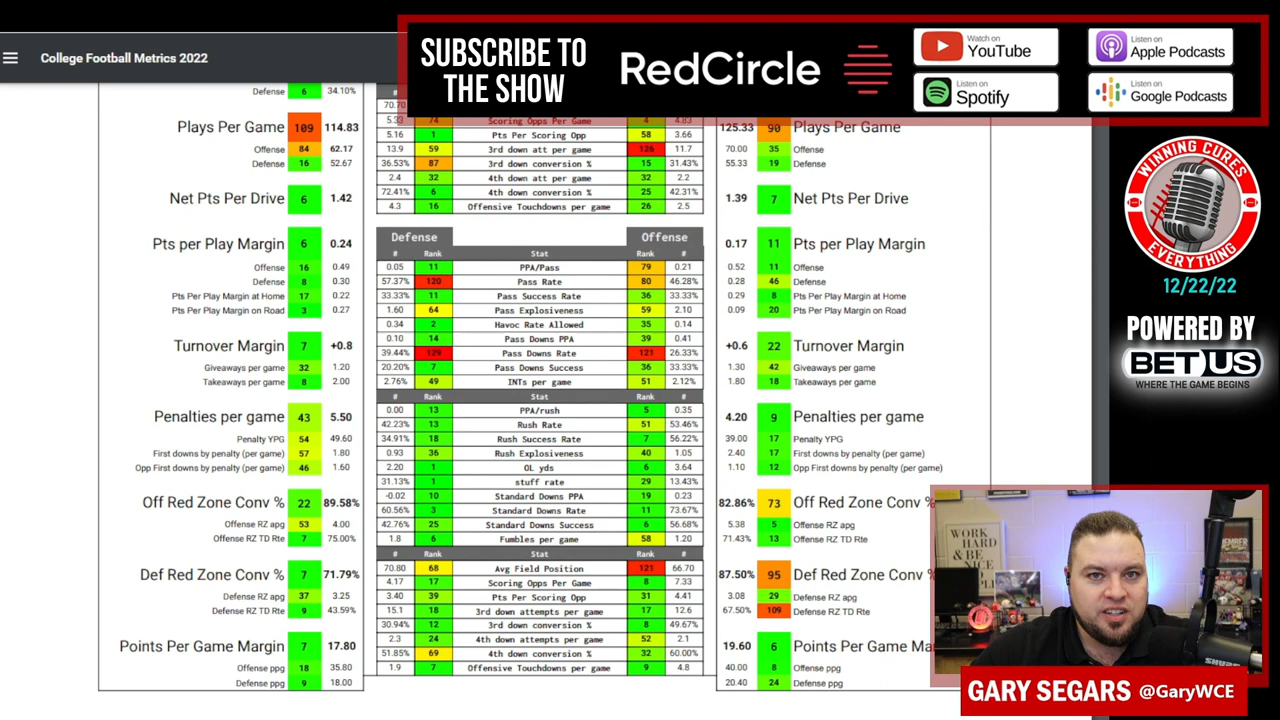 College Football Metrics 2022
SUBSCRIBE TO
THE SHOW
RedCircle
Watch on
YouTube
Listen on
Apple Podcasts
Listen on
Spotify
Listen on
Google Podcasts
Defense 6 34.10%
Plays Per Game 109 114.83
Offense 84 62.17
Defense 16 52.67
Net Pts Per Drive 6 1.42
Pts per Play Margin 6 0.24
Offense 16 0.49
Defense 8 0.30
Pts Per Play Margin at Home 17 0.22
Pts Per Play Margin on Road 3 0.27
Turnover Margin 7 +0.8
Giveaways per game 32 1.20
Takeaways per game 8 2.00
Penalties per game 43 5.50
Penalty YPG 54 49.60
First downs by penalty (per game) 57 1.80
Opp First downs by penalty (per game) 46 1.60
Off Red Zone Conv % 22 89.58%
Offense RZ apg 53 4.00
Offense RZ TD Rte 7 75.00%
Def Red Zone Conv % 7 71.79%
Defense RZ apg 37 3.25
Defense RZ TD Rte 9 43.59%
Points Per Game Margin 7 17.80
Offense ppg 18 35.80
Defense ppg 9 18.00
#
70.70
5.33 74 Scoring Opps Per Game 4 4.83
5.16 1 Pts Per Scoring Opp 58 3.66
13.9 59 3rd down att per game 126 11.7
36.53% 87 3rd down conversion % 15 31.43%
2.4 32 4th down att per game 32 2.2
72.41% 6 4th down conversion % 25 42.31%
4.3 16 Offensive Touchdowns per game 26 2.5
Defense Offense
# Rank Stat Rank #
0.05 11 PPA/Pass 79 0.21
57.37% 120 Pass Rate 80 46.28%
33.33% 11 Pass Success Rate 36 33.33%
1.60 64 Pass Explosiveness 59 2.10
0.34 2 Havoc Rate Allowed 35 0.14
0.10 14 Pass Downs PPA 39 0.41
39.44% 129 Pass Downs Rate 121 26.33%
20.20% 7 Pass Downs Success 36 33.33%
2.76% 49 INTs per game 51 2.12%
# Rank Stat Rank #
0.00 13 PPA/rush 5 0.35
42.23% 13 Rush Rate 51 53.46%
34.91% 18 Rush Success Rate 7 56.22%
0.93 36 Rush Explosiveness 40 1.05
2.20 1 OL yds 6 3.64
31.13% 1 stuff rate 29 13.43%
-0.02 10 Standard Downs PPA 19 0.23
60.56% 3 Standard Downs Rate 11 73.67%
42.76% 25 Standard Downs Success 6 56.68%
1.8 6 Fumbles per game 58 1.20
# Rank Stat Rank #
70.80 68 Avg Field Position 121 66.70
4.17 17 Scoring Opps Per Game 8 7.33
3.40 39 Pts Per Scoring Opp 31 4.41
15.1 18 3rd down attempts per game 17 12.6
30.94% 12 3rd down conversion % 8 49.67%
2.3 24 4th down attempts per game 52 2.1
51.85% 69 4th down conversion % 32 60.00%
1.9 7 Offensive Touchdowns per game 9 4.8
125.33 90 Plays Per Game
70.00 35 Offense
55.33 19 Defense
1.39 7 Net Pts Per Drive
0.17 11 Pts per Play Margin
0.52 11 Offense
0.28 46 Defense
0.29 8 Pts Per Play Margin at Home
0.09 20 Pts Per Play Margin on Road
+0.6 22 Turnover Margin
1.30 42 Giveaways per game
1.80 18 Takeaways per game
4.20 9 Penalties per game
39.00 17 Penalty YPG
2.40 17 First downs by penalty (per game)
1.10 12 Opp First downs by penalty (per game)
82.86% 73 Off Red Zone Conv %
5.38 5 Offense RZ apg
71.43% 13 Offense RZ TD Rte
87.50% 95 Def Red Zone Conv %
3.08 29 Defense RZ apg
67.50% 109 Defense RZ TD Rte
19.60 6 Points Per Game Ma
40.00 8 Offense ppg
20.40 24 Defense ppg
WINNING CURES
EVERYTHING
12/22/22
POWERED BY
BETUS
WHERE THE GAME BEGINS
WORK
HARD
& BE
NICE
SHURE
GARY SEGARS @GaryWCE